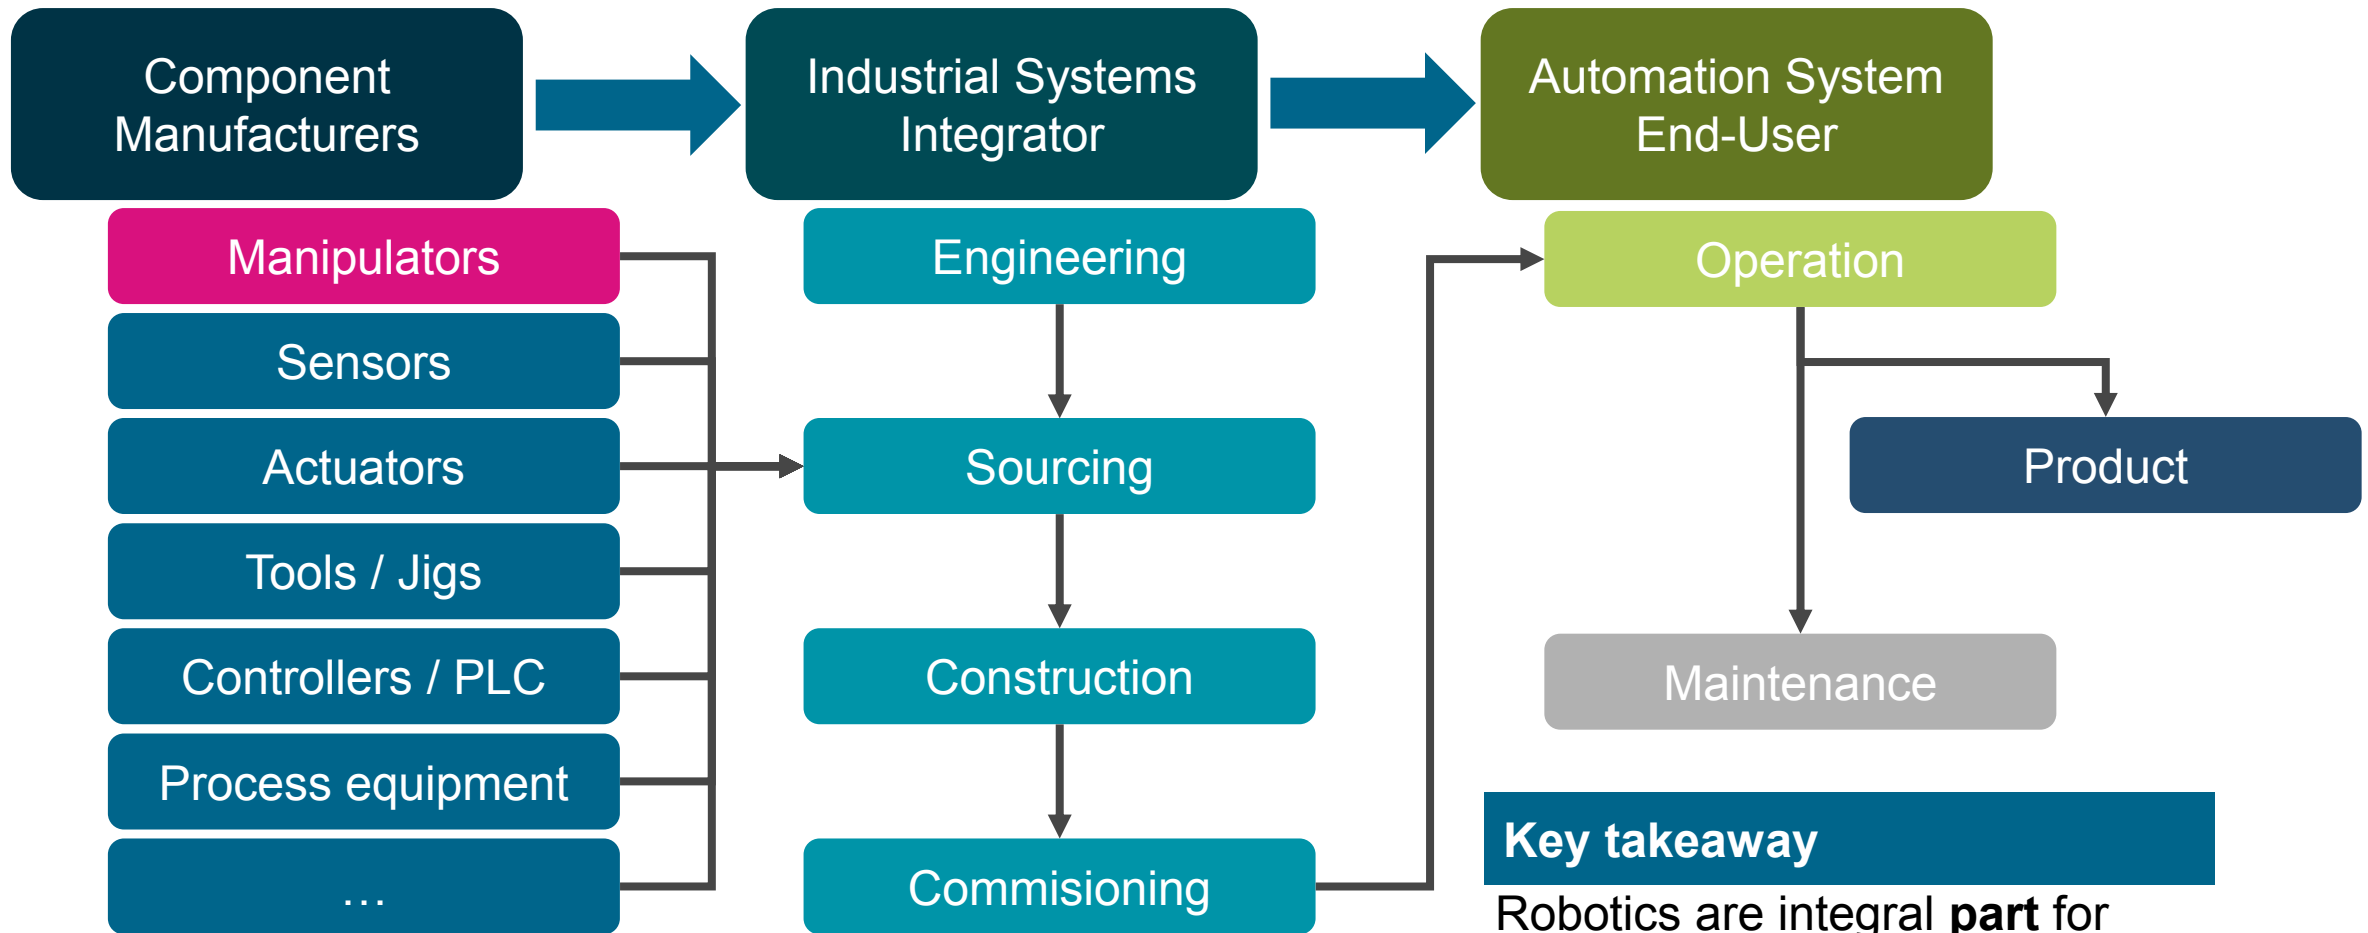 Component
Manufacturers
Industrial Systems
Integrator
Automation System
End-User
Manipulators
Sensors
Actuators
Tools / Jigs
Controllers / PLC
Process equipment
…
Engineering
Sourcing
Construction
Commisioning
Operation
Product
Maintenance
Key takeaway
Robotics are integral part for